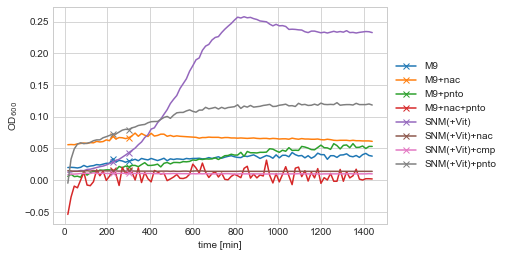 0.25
0.20
0.15
0.10
0.05
0.00
−0.05
OD₆₀₀
0 200 400 600 800 1000 1200 1400
time [min]
M9
M9+nac
M9+pnto
M9+nac+pnto
SNM(+Vit)
SNM(+Vit)+nac
SNM(+Vit)+cmp
SNM(+Vit)+pnto